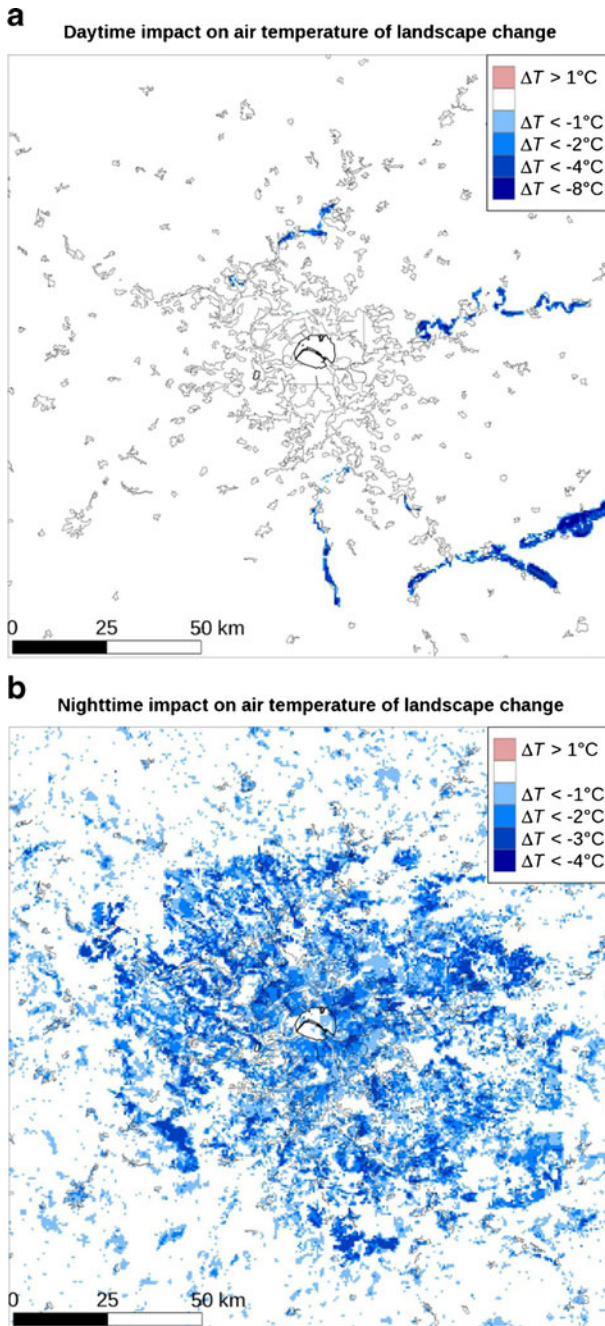 a
Daytime impact on air temperature of landscape change
ΔT > 1°C
ΔT < -1°C
ΔT < -2°C
ΔT < -4°C
ΔT < -8°C
0 25 50 km
b
Nighttime impact on air temperature of landscape change
ΔT > 1°C
ΔT < -1°C
ΔT < -2°C
ΔT < -3°C
ΔT < -4°C
0 25 50 km